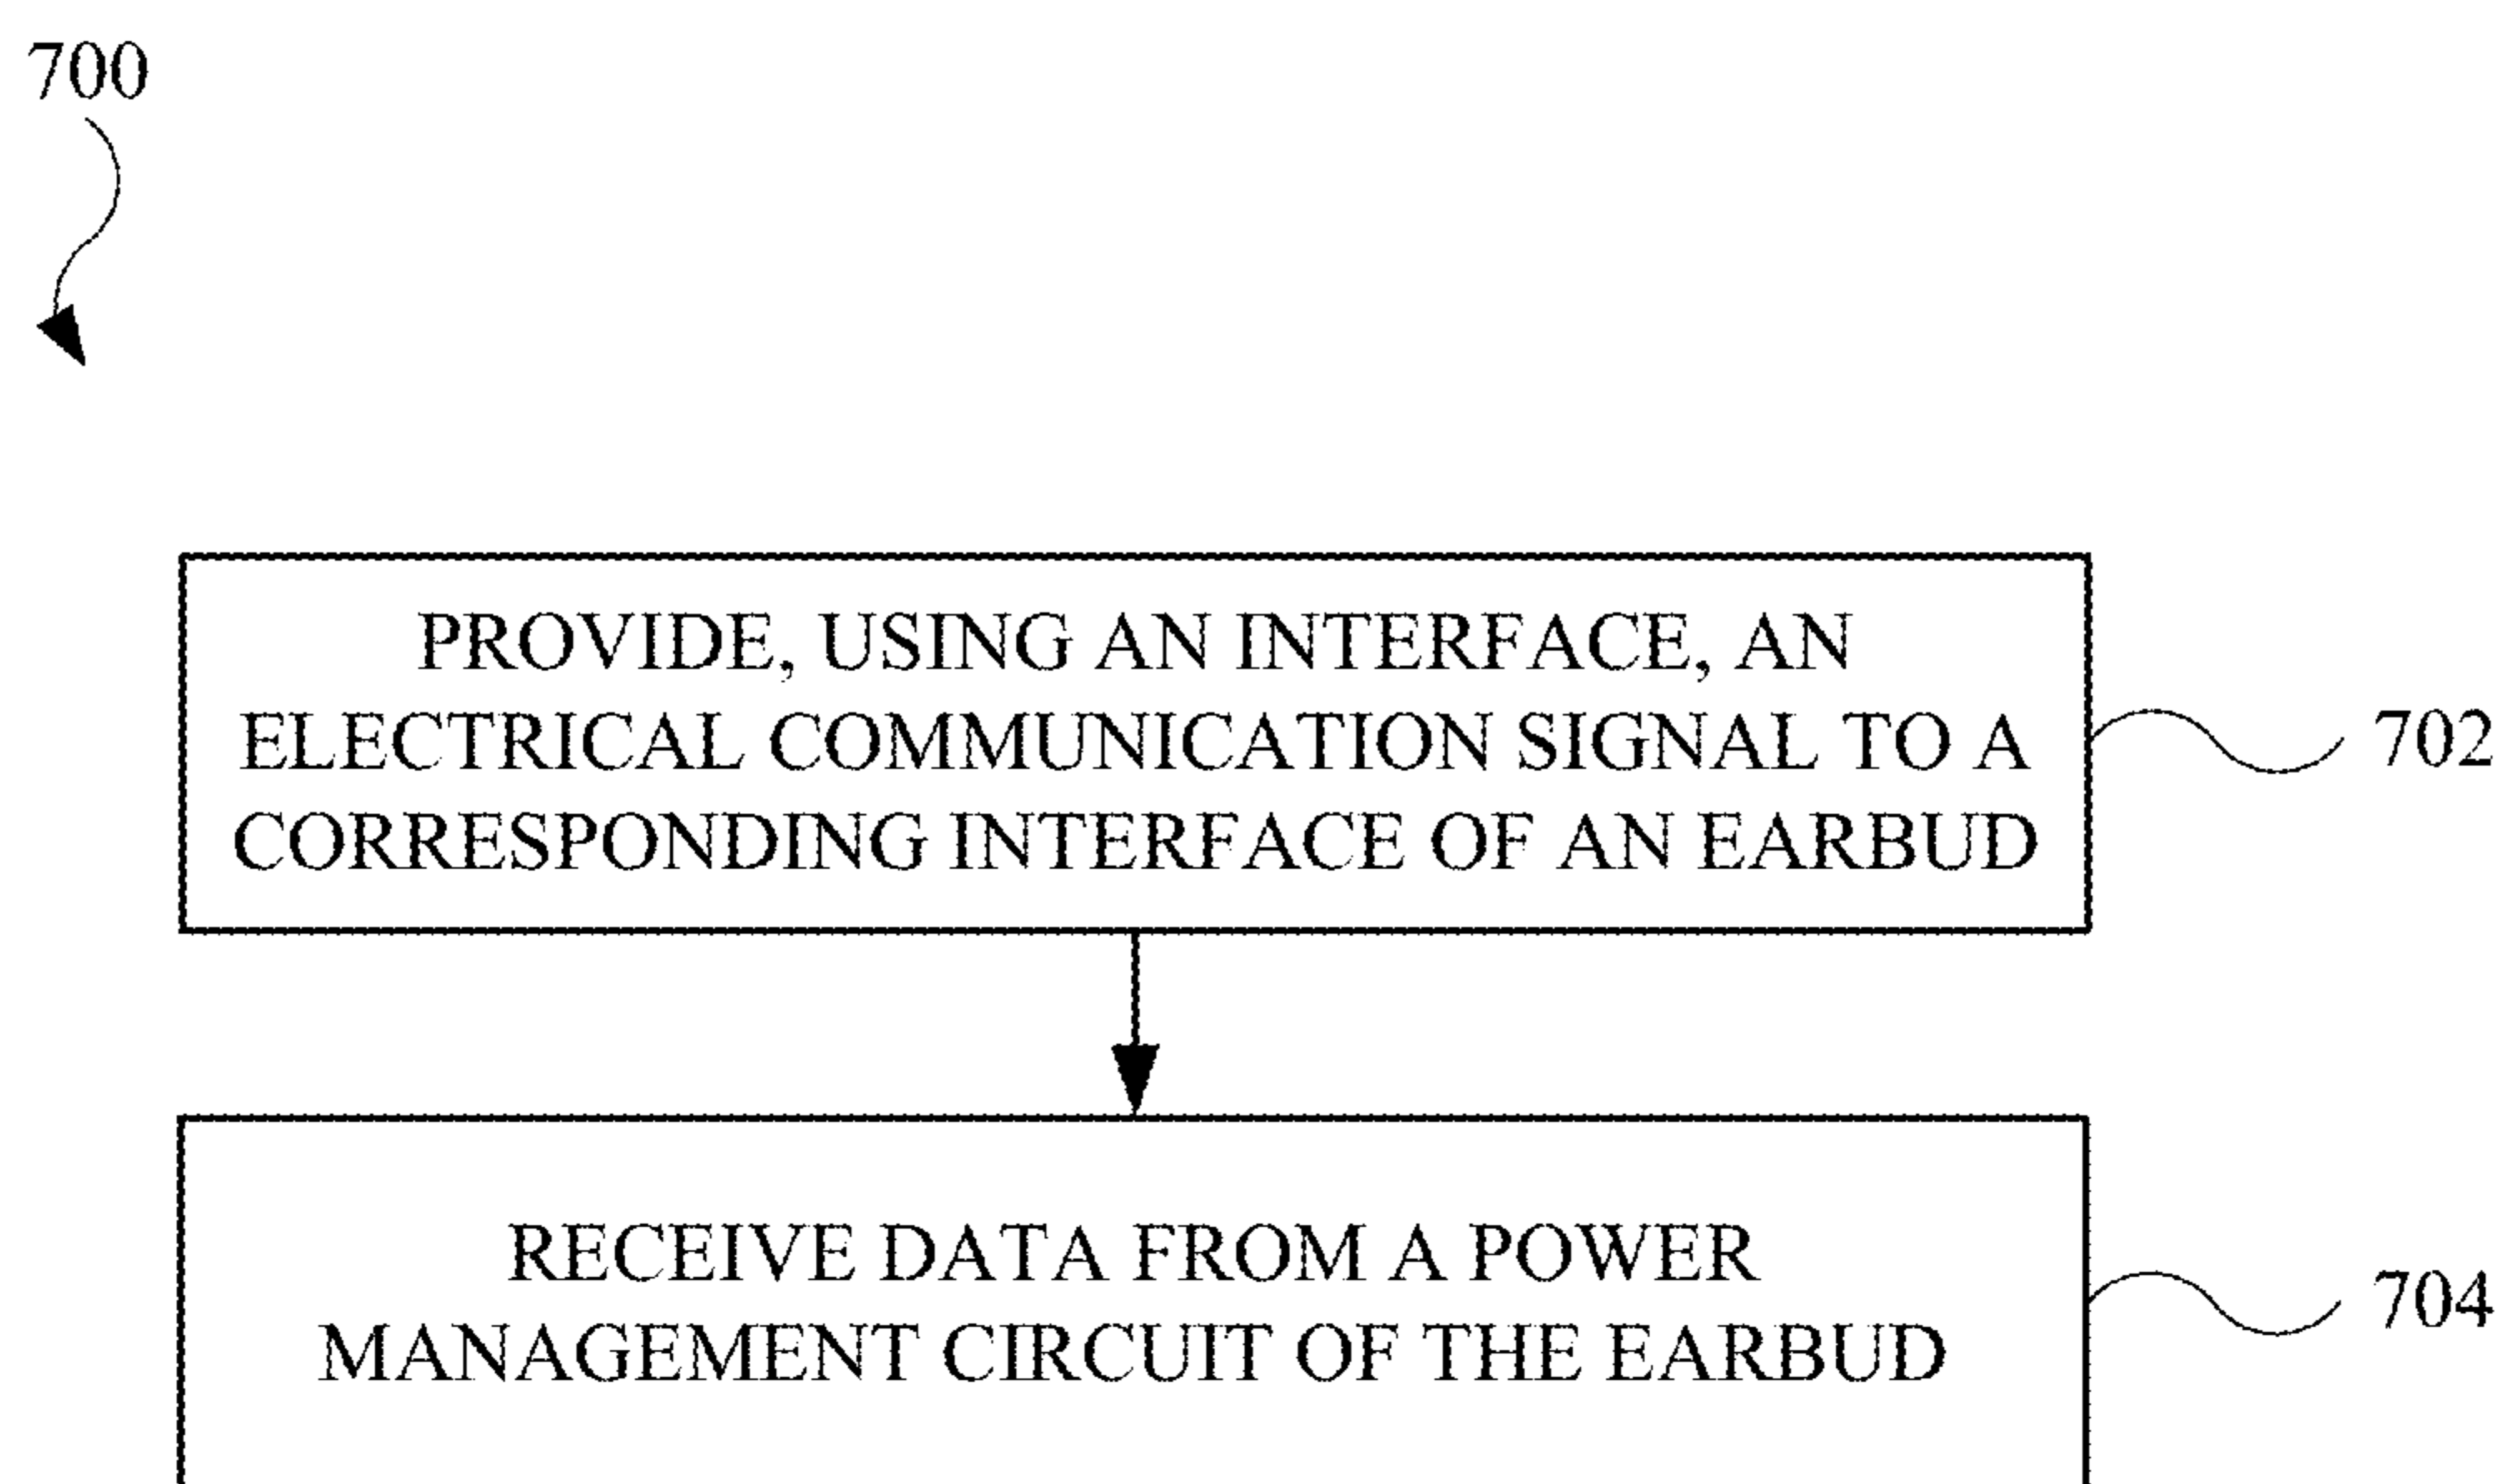 700
PROVIDE, USING AN INTERFACE, AN
ELECTRICAL COMMUNICATION SIGNAL TO A
CORRESPONDING INTERFACE OF AN EARBUD
702
RECEIVE DATA FROM A POWER
MANAGEMENT CIRCUIT OF THE EARBUD
704